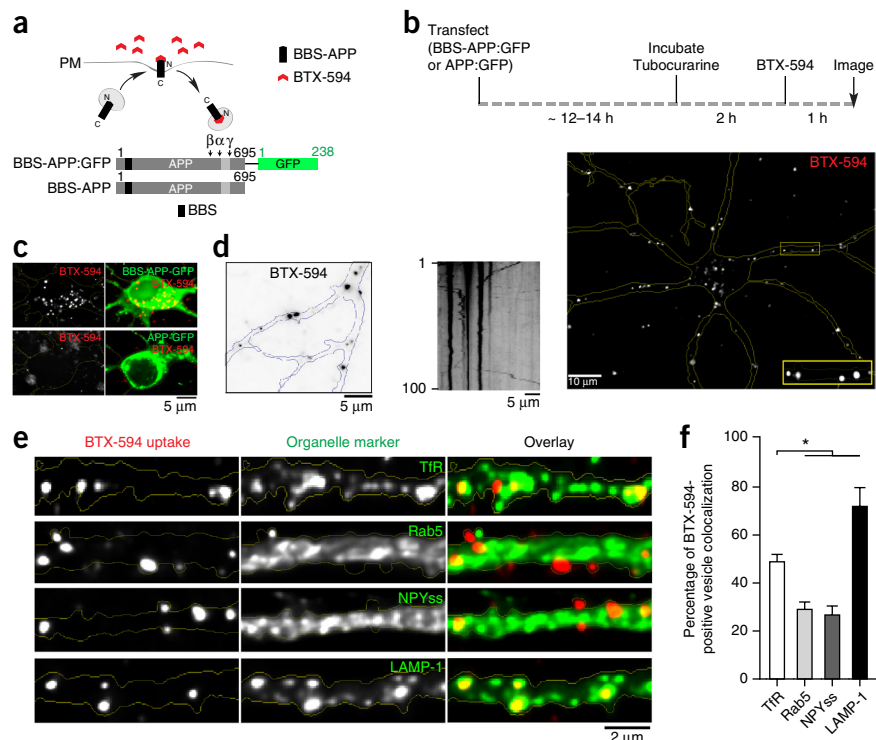 a
PM
N
C
N
C
N
C
BBS-APP
BTX-594
β α γ
1 695 1 238
BBS-APP:GFP APP GFP
1 695
BBS-APP APP
BBS
b
Transfect
(BBS-APP:GFP
or APP:GFP)
Incubate
Tubocurarine
BTX-594
Image
~ 12–14 h
2 h
1 h
BTX-594
10 μm
c
BTX-594
BBS-APP-GFP
BTX-594
BTX-594
APP-GFP
BTX-594
5 μm
d
BTX-594
5 μm
1
100
5 μm
e
BTX-594 uptake
Organelle marker
Overlay
TfR
Rab5
NPYss
LAMP-1
2 μm
f
Percentage of BTX-594-
positive vesicle colocalization
100
80
60
40
20
0
*
TfR
Rab5
NPYss
LAMP-1